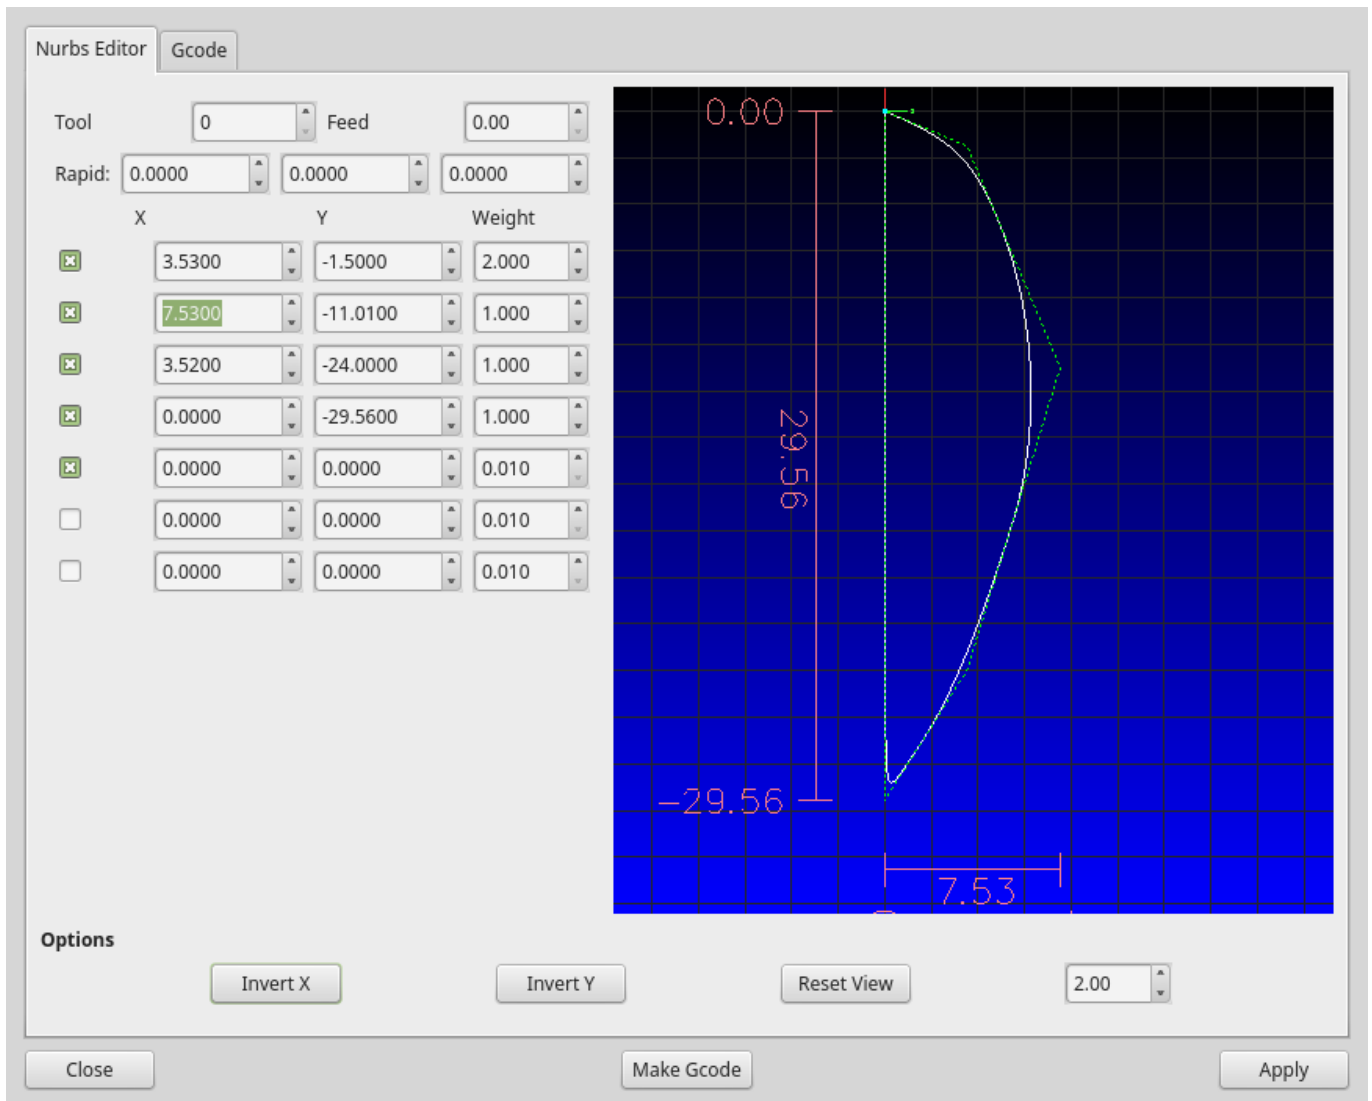 Nurbs Editor Gcode
Tool 0 Feed 0.00
Rapid: 0.0000 0.0000 0.0000
X Y Weight
3.5300 -1.5000 2.000
7.5300 -11.0100 1.000
3.5200 -24.0000 1.000
0.0000 -29.5600 1.000
0.0000 0.0000 0.010
0.0000 0.0000 0.010
0.0000 0.0000 0.010
0.00
29.56
-29.56
7.53
Options
Invert X Invert Y Reset View 2.00
Close Make Gcode Apply